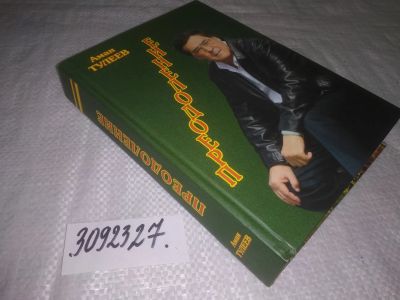 Аман
ТУЛЕЕВ
ПРЕОДОЛЕНИЕ
ПРЕОДОЛЕНИЕ
Аман
ТУЛЕЕВ
.3092327.